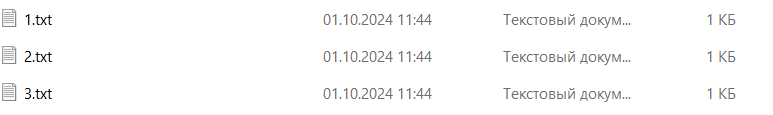 1.txt 01.10.2024 11:44 Текстовый докум... 1 КБ
2.txt 01.10.2024 11:44 Текстовый докум... 1 КБ
3.txt 01.10.2024 11:44 Текстовый докум... 1 КБ